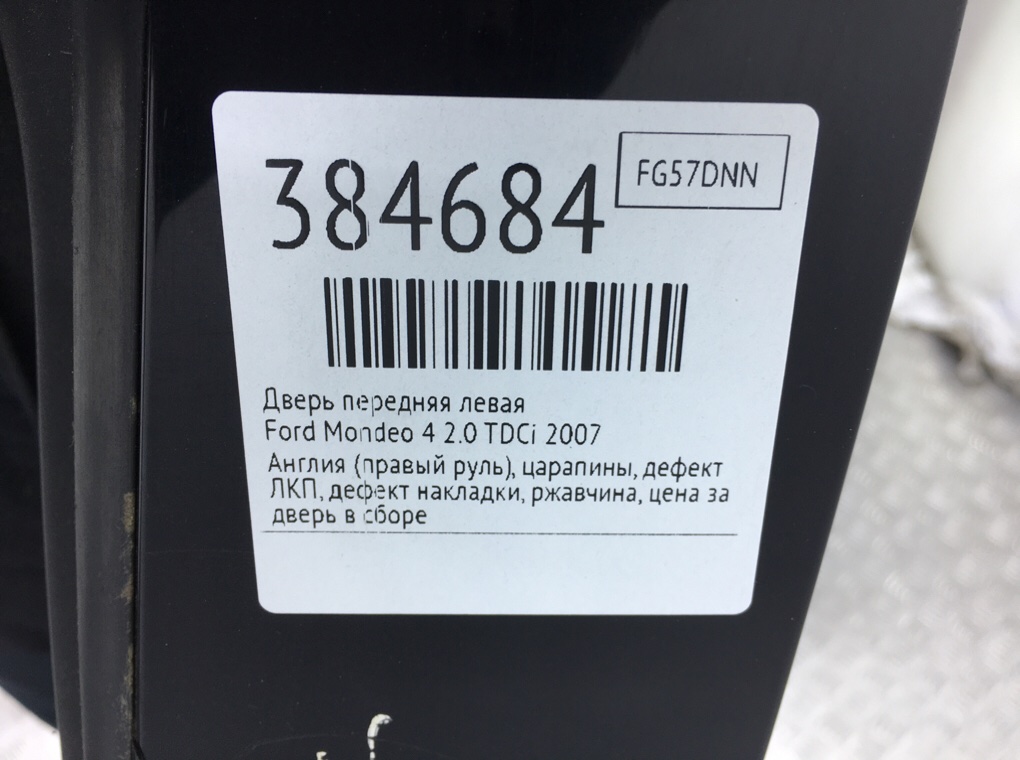 384684
FG57DNN
Дверь передняя левая
Ford Mondeo 4 2.0 TDCi 2007
Англия (правый руль), царапины, дефект
ЛКП, дефект накладки, ржавчина, цена за
дверь в сборе